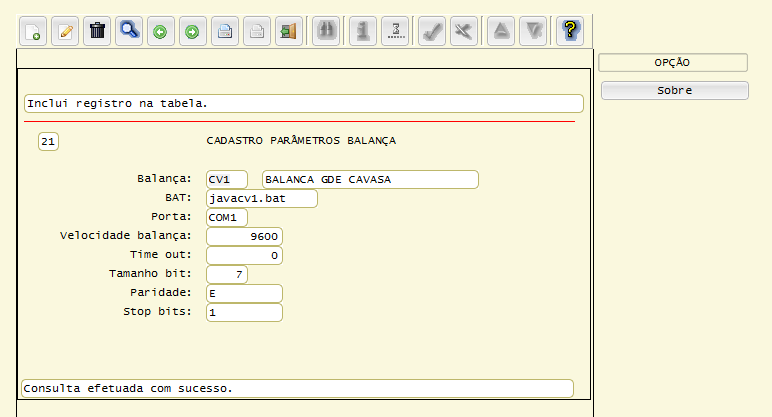 OPÇÃO
Sobre
Inclui registro na tabela.
21 CADASTRO PARÂMETROS BALANÇA
Balança: CV1 BALANCA GDE CAVASA
BAT: javacv1.bat
Porta: COM1
Velocidade balança: 9600
Time out: 0
Tamanho bit: 7
Paridade: E
Stop bits: 1
Consulta efetuada com sucesso.